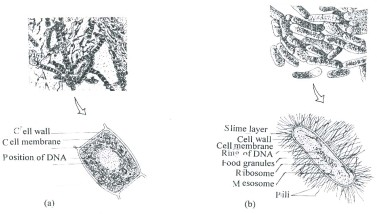 Cell wall
Cell membrane
Position of DNA
(a)
Slime layer
Cell wall
Cell membrane
Ring of DNA
Food granules
Ribosome
Mesosome
Pili
(b)